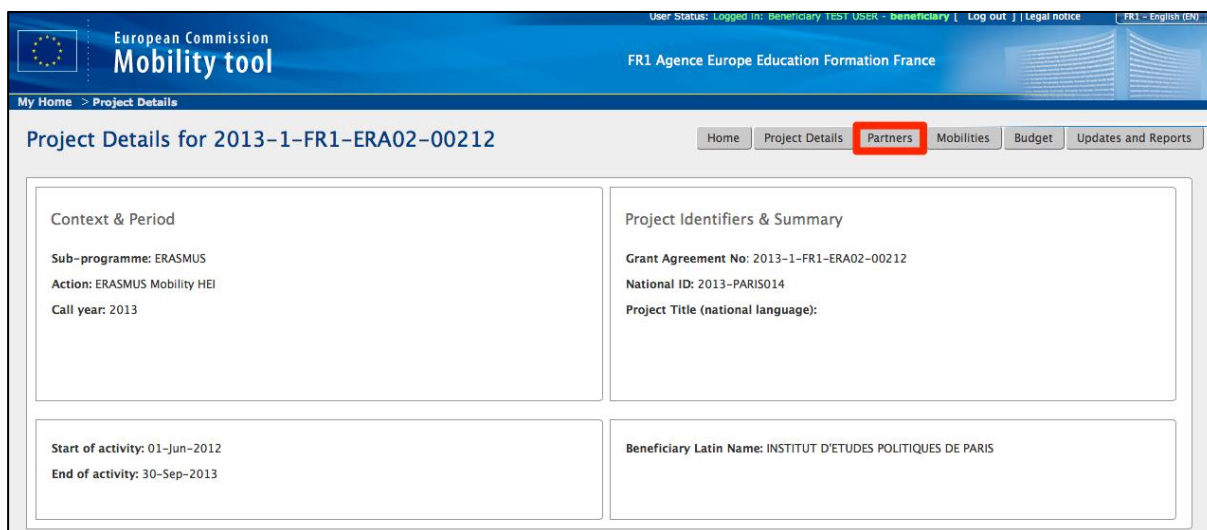 User Status: Logged In: Beneficiary TEST USER - beneficiary [ Log out ] | Legal notice
FR1 - English (EN)
European Commission
Mobility tool
FR1 Agence Europe Education Formation France
My Home > Project Details
Project Details for 2013-1-FR1-ERA02-00212
Home
Project Details
Partners
Mobilities
Budget
Updates and Reports
Context & Period
Sub-programme: ERASMUS
Action: ERASMUS Mobility HEI
Call year: 2013
Project Identifiers & Summary
Grant Agreement No: 2013-1-FR1-ERA02-00212
National ID: 2013-PARIS014
Project Title (national language):
Start of activity: 01-Jun-2012
End of activity: 30-Sep-2013
Beneficiary Latin Name: INSTITUT D'ETUDES POLITIQUES DE PARIS